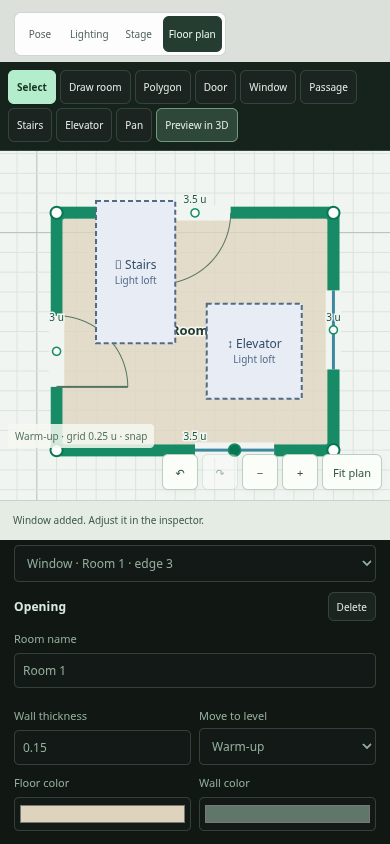 Pose Lighting Stage Floor plan
Select Draw room Polygon Door Window Passage
Stairs Elevator Pan Preview in 3D
3.5 u
Stairs
Light loft
3 u
Room
3 u
↕ Elevator
Light loft
Warm-up · grid 0.25 u · snap
3.5 u
↶ ↷ − + Fit plan
Window added. Adjust it in the inspector.
Window · Room 1 · edge 3
Opening Delete
Room name
Room 1
Wall thickness Move to level
0.15 Warm-up
Floor color Wall color